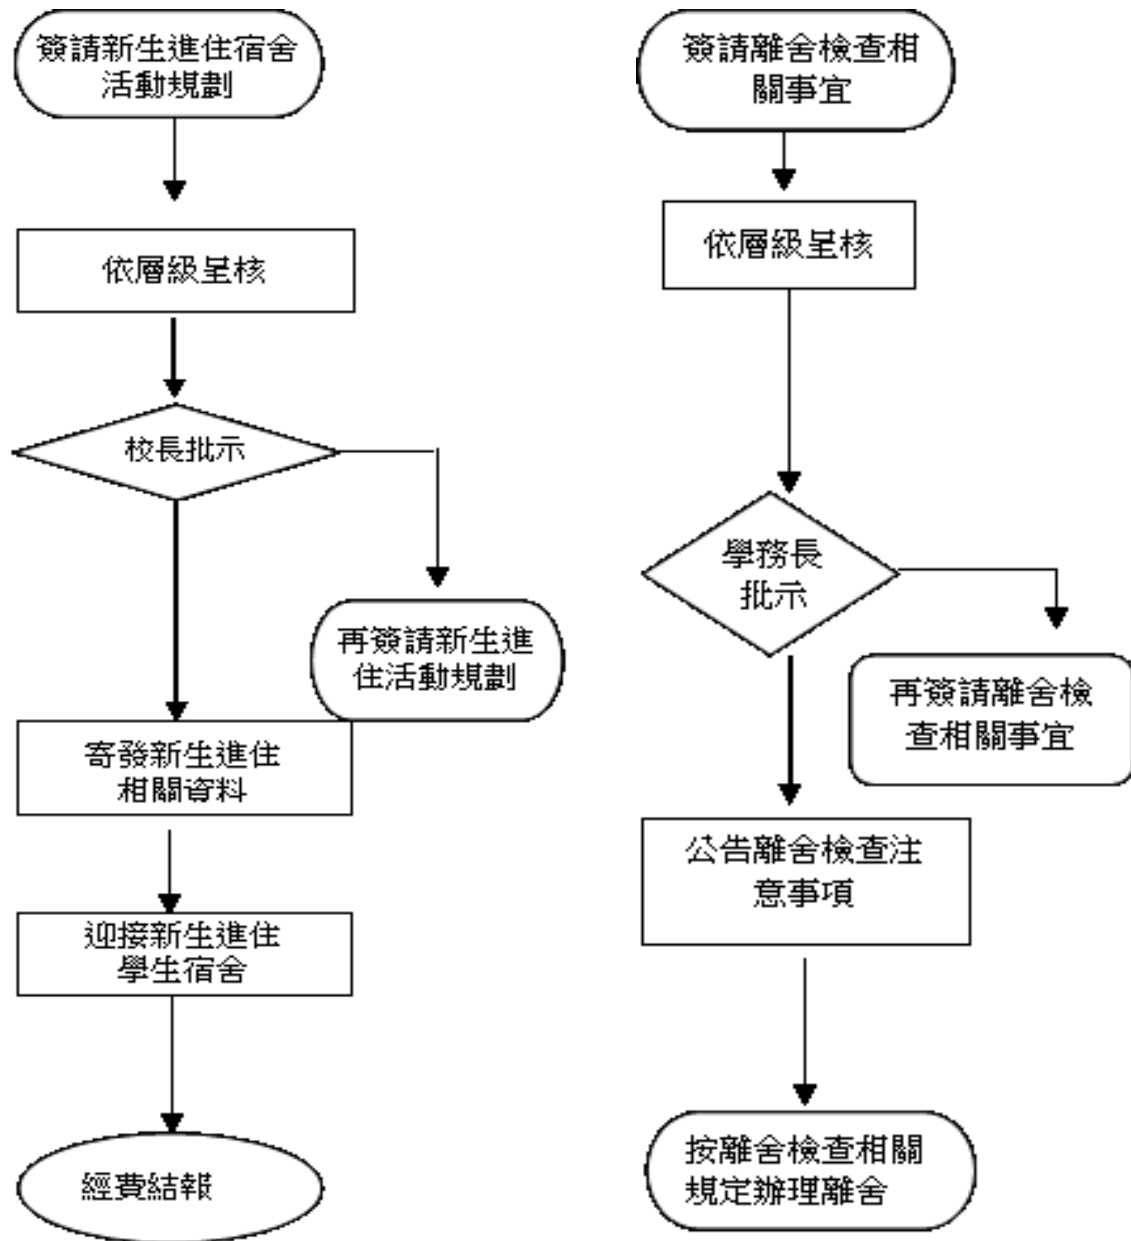 簽請新生進住宿舍
活動規劃
依層級呈核
校長批示
再簽請新生進
住活動規劃
寄發新生進住
相關資料
迎接新生進住
學生宿舍
經費結報
簽請離舍檢查相
關事宜
依層級呈核
學務長
批示
再簽請離舍檢
查相關事宜
公告離舍檢查注
意事項
按離舍檢查相關
規定辦理離舍